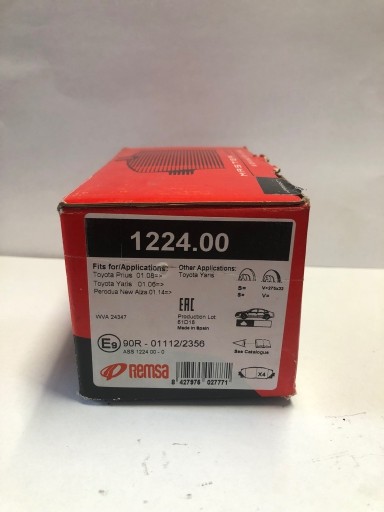 1224.00
Fits for/Applications:
Toyota Prius 01.08=>
Toyota Yaris 01.06=>
Perodua New Alza 01.14=>
Other Applications:
Toyota Yaris
WVA 24347
EAC
Production Lot
Made in Spain
See Catalogue
E9 90R - 01112/2356
ABS 1224 00 - 0
Remsa
X4
8 427878 027771